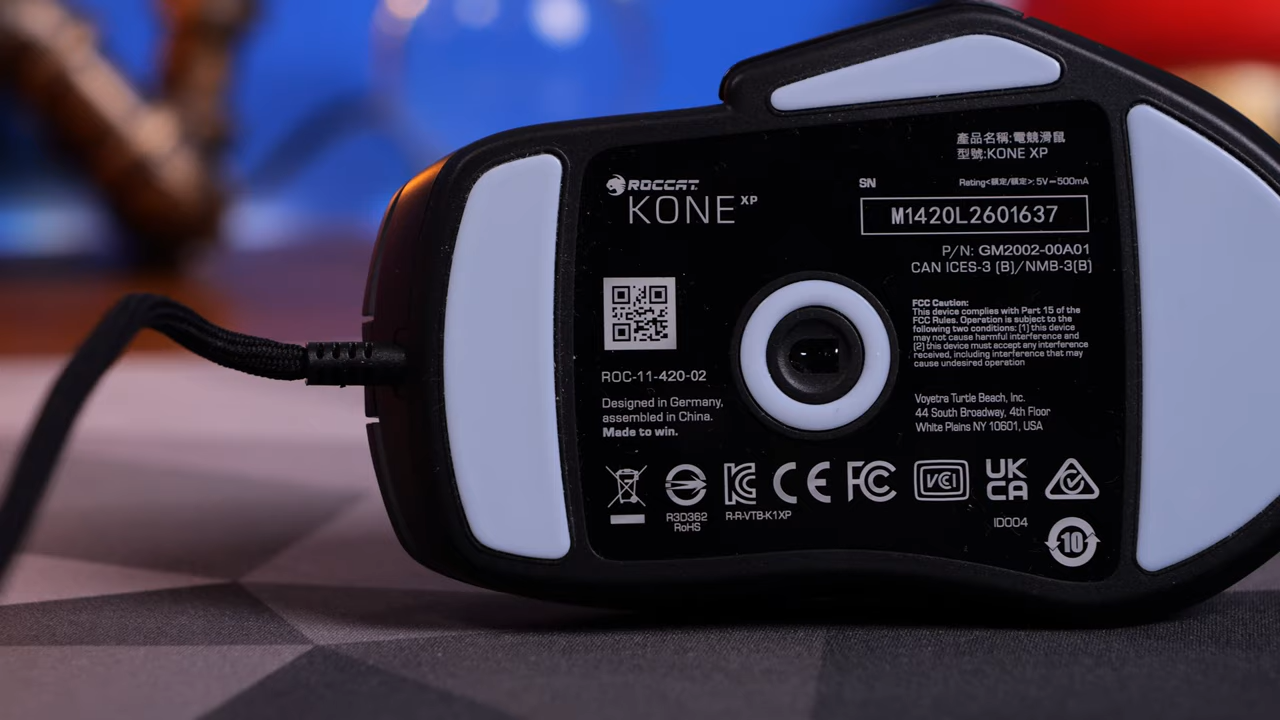 ROCCAT
KONE XP
產品名稱:電競滑鼠
型號:KONE XP
SN
Rating<額定/額定>: 5V⎓500mA
M1420L2601637
P/N: GM2002-00A01
CAN ICES-3 (B)/NMB-3(B)
ROC-11-420-02
Designed in Germany,
assembled in China.
Made to win.
FCC Caution:
This device complies with Part 15 of the
FCC Rules. Operation is subject to the
following two conditions: (1) this device
may not cause harmful interference and
(2) this device must accept any interference
received, including interference that may
cause undesired operation
Voyetra Turtle Beach, Inc.
44 South Broadway, 4th Floor
White Plains NY 10601, USA
R3D362
RoHS
R-R-VTB-K1XP
CE
FC
VCI
UK
CA
ID004
10